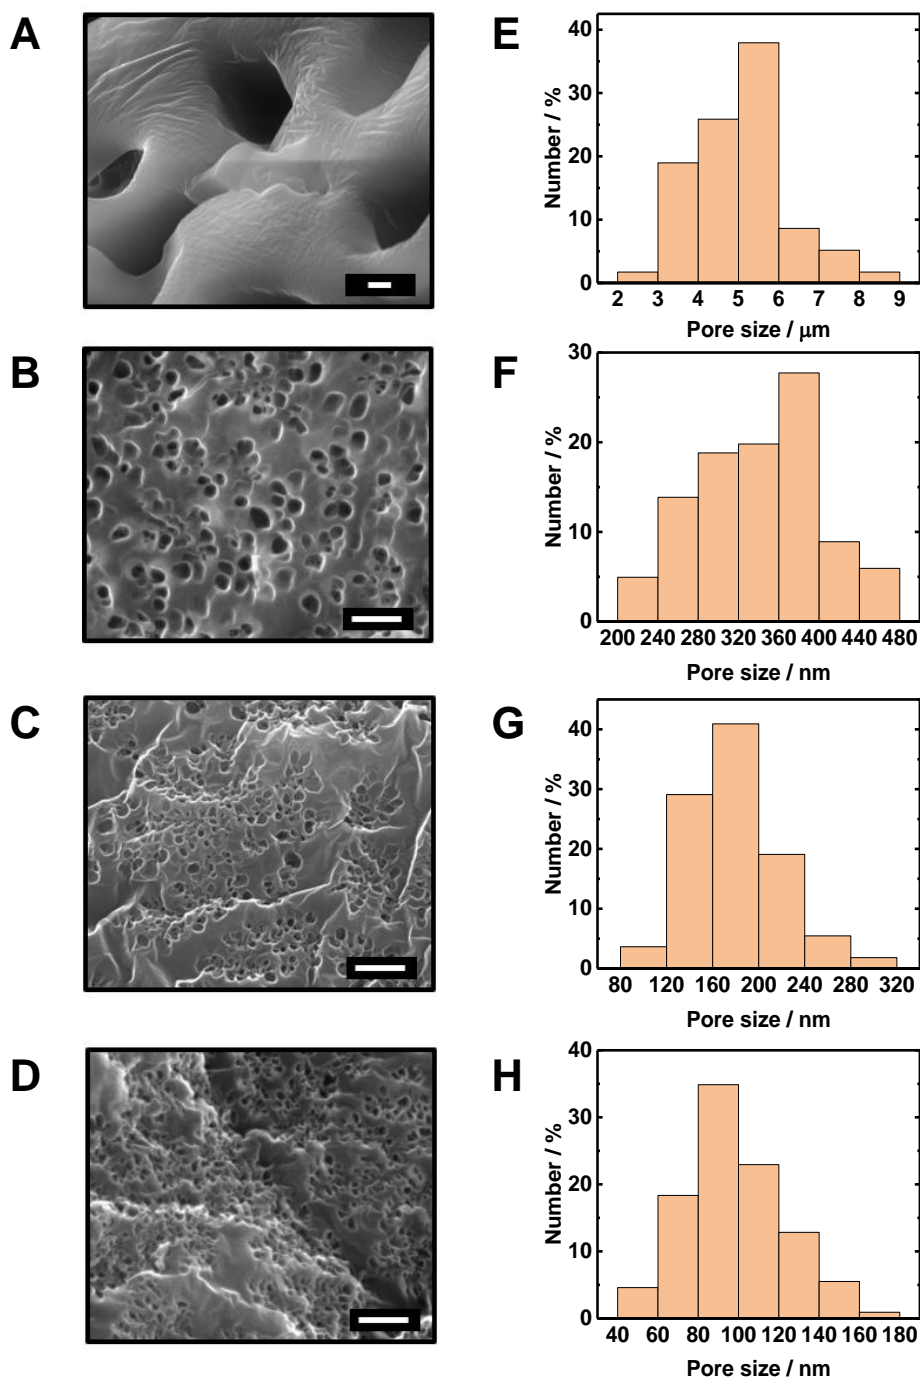 A
E
Number / %
40
30
20
10
0
2 3 4 5 6 7 8 9
Pore size / μm
B
F
Number / %
30
20
10
0
200 240 280 320 360 400 440 480
Pore size / nm
C
G
Number / %
40
30
20
10
0
80 120 160 200 240 280 320
Pore size / nm
D
H
Number / %
40
30
20
10
0
40 60 80 100 120 140 160 180
Pore size / nm